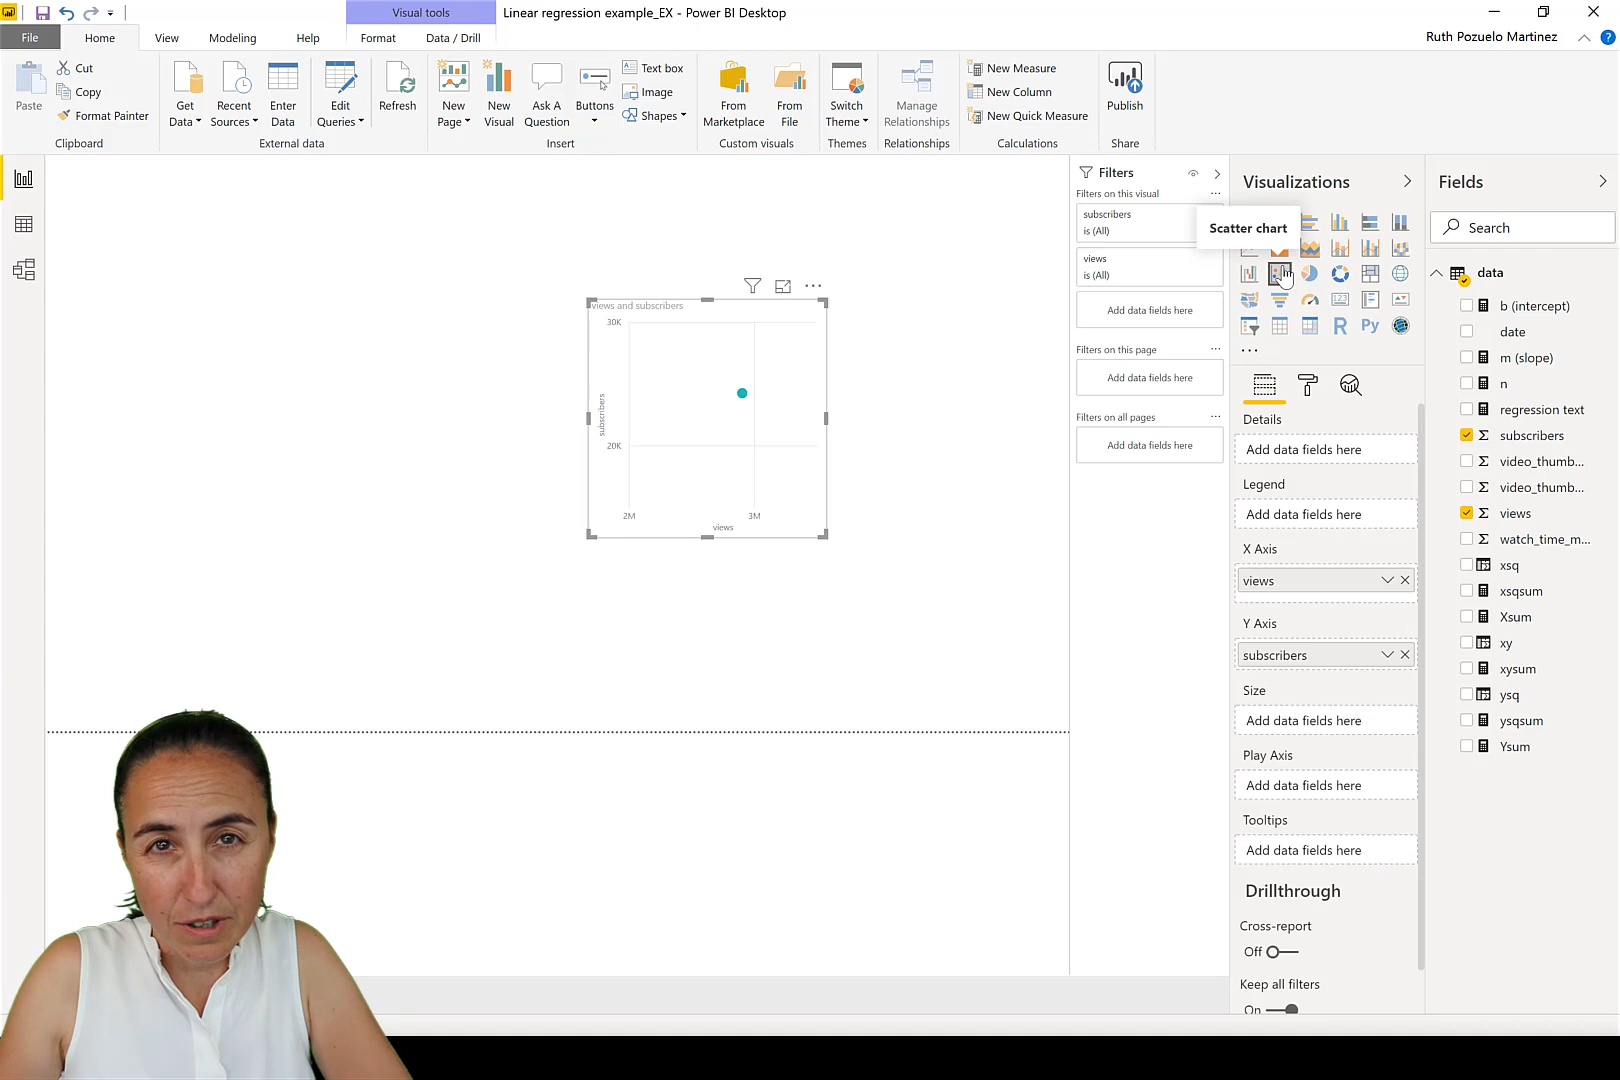 Visual tools
Linear regression example_EX - Power BI Desktop
File
Home
View
Modeling
Help
Format
Data / Drill
Ruth Pozuelo Martinez
?
Paste
Cut
Copy
Format Painter
Clipboard
Get
Data
Recent
Sources
Enter
Data
Edit
Queries
Refresh
External data
New
Page
New
Visual
Ask A
Question
Buttons
Text box
Image
Shapes
Insert
From
Marketplace
From
File
Custom visuals
Switch
Theme
Themes
Manage
Relationships
Relationships
New Measure
New Column
New Quick Measure
Calculations
Publish
Share
views and subscribers
30K
20K
subscribers
2M
3M
views
Filters
Filters on this visual
...
subscribers
is (All)
views
is (All)
Add data fields here
Filters on this page
...
Add data fields here
Filters on all pages
...
Add data fields here
Visualizations
Scatter chart
123
R
Py
...
Details
Add data fields here
Legend
Add data fields here
X Axis
views
Y Axis
subscribers
Size
Add data fields here
Play Axis
Add data fields here
Tooltips
Add data fields here
Drillthrough
Cross-report
Off
Keep all filters
On
Fields
Search
data
b (intercept)
date
m (slope)
n
regression text
subscribers
video_thumb...
video_thumb...
views
watch_time_m...
xsq
xsqsum
Xsum
xy
xysum
ysq
ysqsum
Ysum